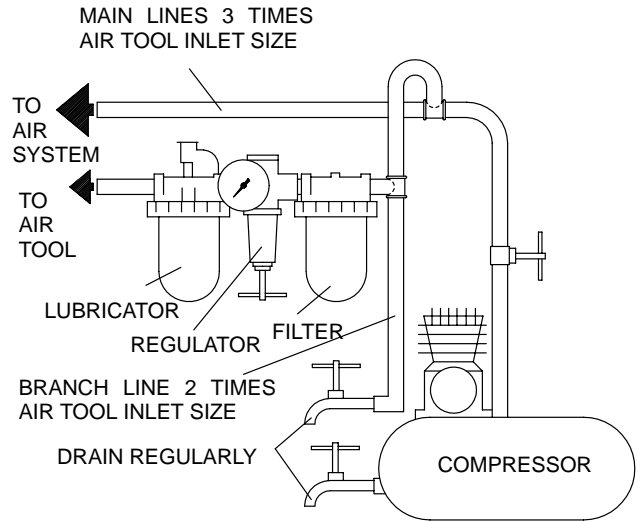 MAIN LINES 3 TIMES
AIR TOOL INLET SIZE
TO
AIR
SYSTEM
TO
AIR
TOOL
LUBRICATOR
REGULATOR
FILTER
BRANCH LINE 2 TIMES
AIR TOOL INLET SIZE
DRAIN REGULARLY
COMPRESSOR